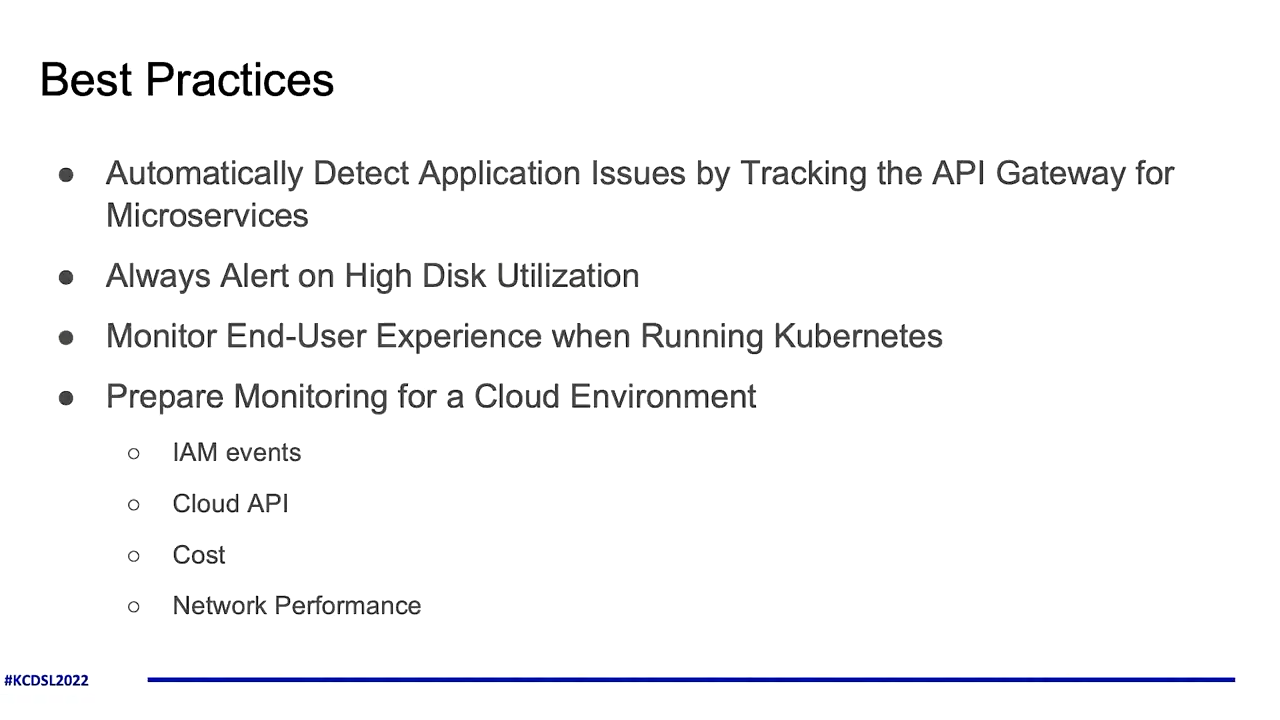 Best Practices
● Automatically Detect Application Issues by Tracking the API Gateway for
Microservices
● Always Alert on High Disk Utilization
● Monitor End-User Experience when Running Kubernetes
● Prepare Monitoring for a Cloud Environment
○ IAM events
○ Cloud API
○ Cost
○ Network Performance
#KCDSL2022